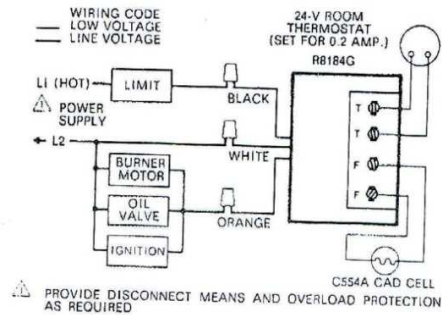 WIRING CODE
LOW VOLTAGE
LINE VOLTAGE
24-V ROOM
THERMOSTAT
(SET FOR 0.2 AMP.)
R8184G
L1 (HOT)
LIMIT
BLACK
POWER
SUPPLY
L2
WHITE
BURNER
MOTOR
OIL
VALVE
IGNITION
ORANGE
T
T
F
F
C554A CAD CELL
PROVIDE DISCONNECT MEANS AND OVERLOAD PROTECTION
AS REQUIRED